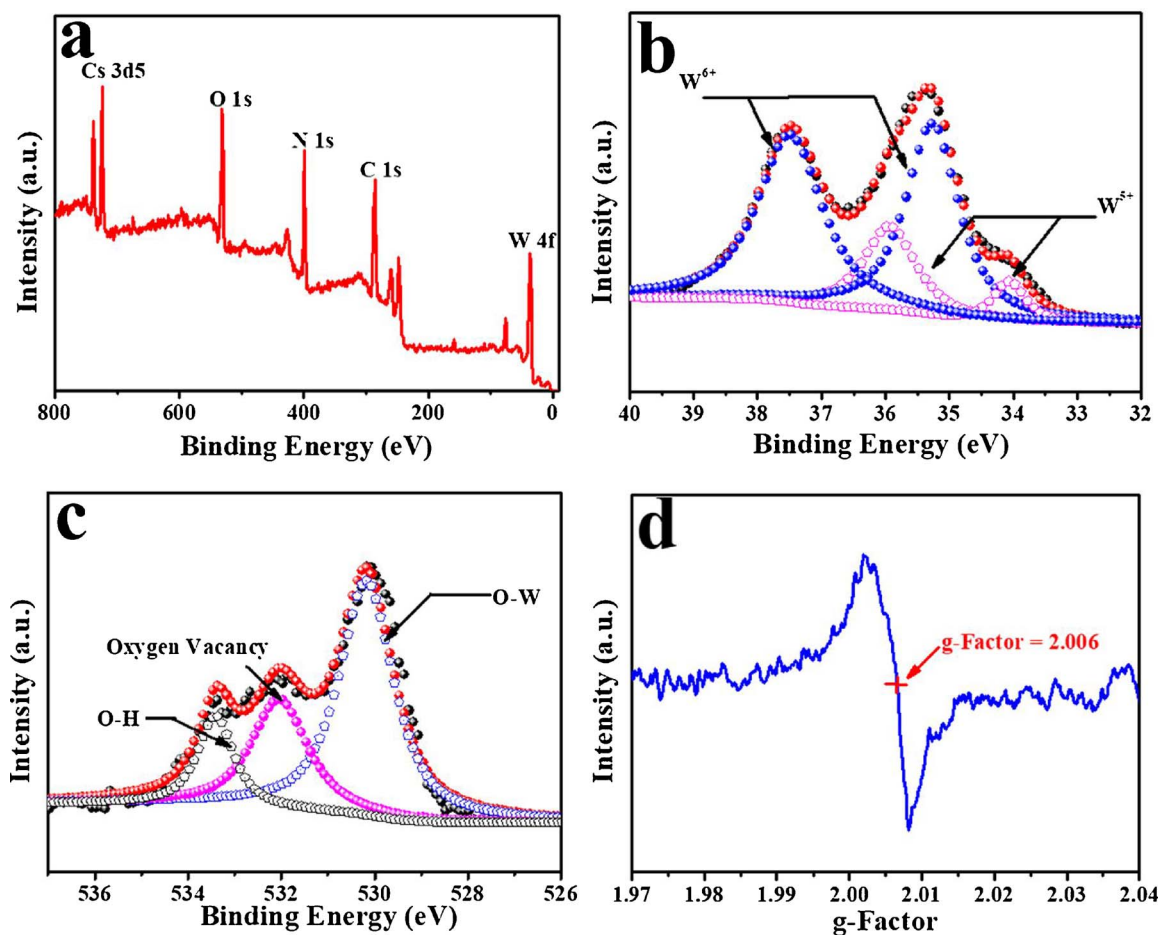 a
Cs 3d5
O 1s
N 1s
C 1s
W 4f
Intensity (a.u.)
800 600 400 200 0
Binding Energy (eV)
b
W6+
W5+
Intensity (a.u.)
40 39 38 37 36 35 34 33 32
Binding Energy (eV)
c
O-W
Oxygen Vacancy
O-H
Intensity (a.u.)
536 534 532 530 528 526
Binding Energy (eV)
d
g-Factor = 2.006
Intensity (a.u.)
1.97 1.98 1.99 2.00 2.01 2.02 2.03 2.04
g-Factor